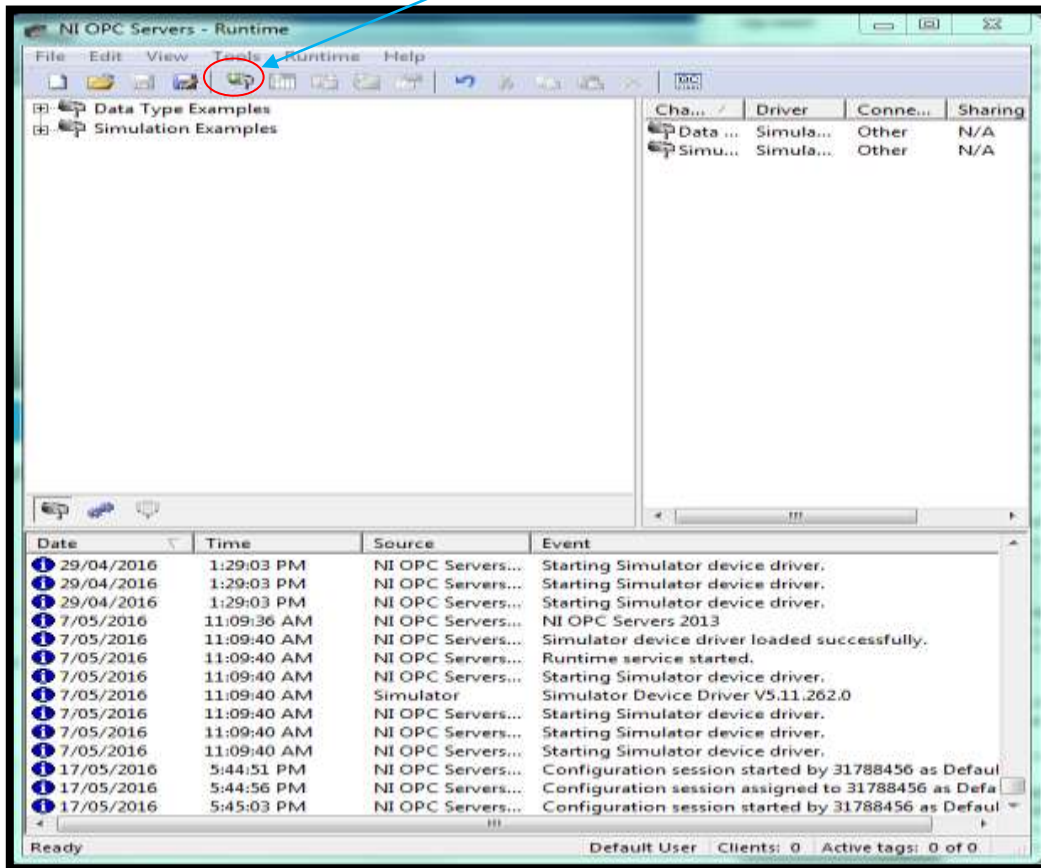 NI OPC Servers - Runtime
File Edit View Tools Runtime Help
Data Type Examples
Simulation Examples
Cha... Driver Conne... Sharing
Data ... Simula... Other N/A
Simu... Simula... Other N/A
Date Time Source Event
29/04/2016 1:29:03 PM NI OPC Servers... Starting Simulator device driver.
29/04/2016 1:29:03 PM NI OPC Servers... Starting Simulator device driver.
29/04/2016 1:29:03 PM NI OPC Servers... Starting Simulator device driver.
7/05/2016 11:09:36 AM NI OPC Servers... NI OPC Servers 2013
7/05/2016 11:09:40 AM NI OPC Servers... Simulator device driver loaded successfully.
7/05/2016 11:09:40 AM NI OPC Servers... Runtime service started.
7/05/2016 11:09:40 AM NI OPC Servers... Starting Simulator device driver.
7/05/2016 11:09:40 AM Simulator Simulator Device Driver V5.11.262.0
7/05/2016 11:09:40 AM NI OPC Servers... Starting Simulator device driver.
7/05/2016 11:09:40 AM NI OPC Servers... Starting Simulator device driver.
7/05/2016 11:09:40 AM NI OPC Servers... Starting Simulator device driver.
17/05/2016 5:44:51 PM NI OPC Servers... Configuration session started by 31788456 as Defaul
17/05/2016 5:44:56 PM NI OPC Servers... Configuration session assigned to 31788456 as Defa
17/05/2016 5:45:03 PM NI OPC Servers... Configuration session started by 31788456 as Defaul
Ready Default User Clients: 0 Active tags: 0 of 0